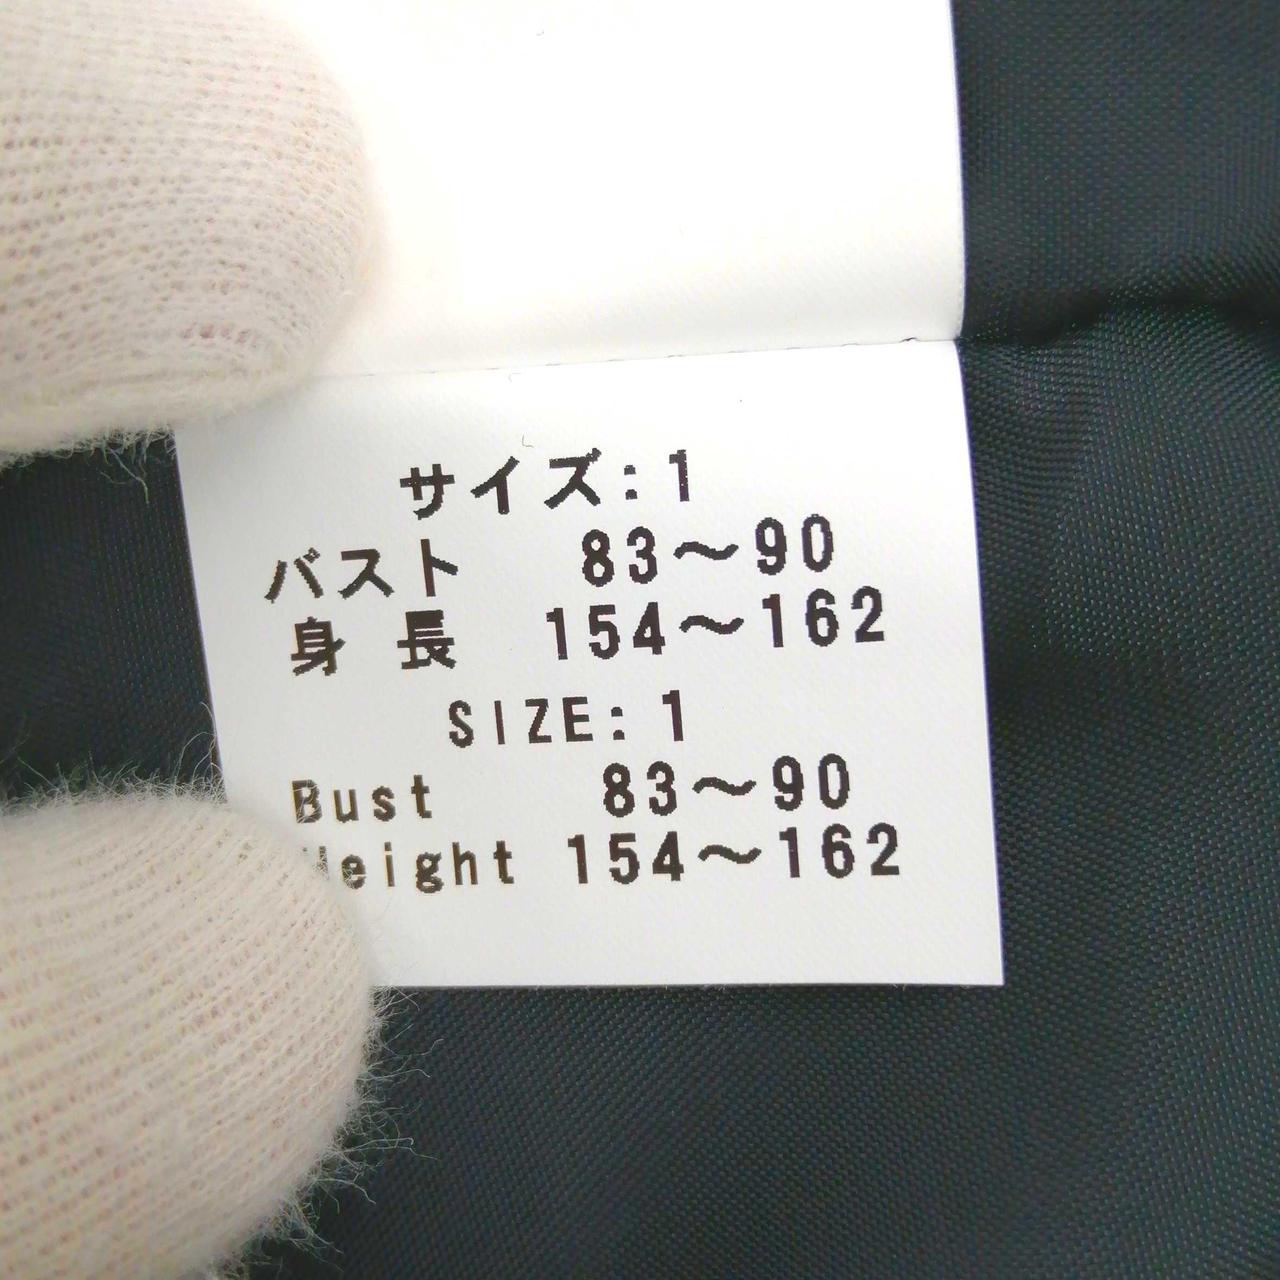 サイズ:1
バスト 83～90
身長 154～162
SIZE:1
Bust 83～90
Height 154～162